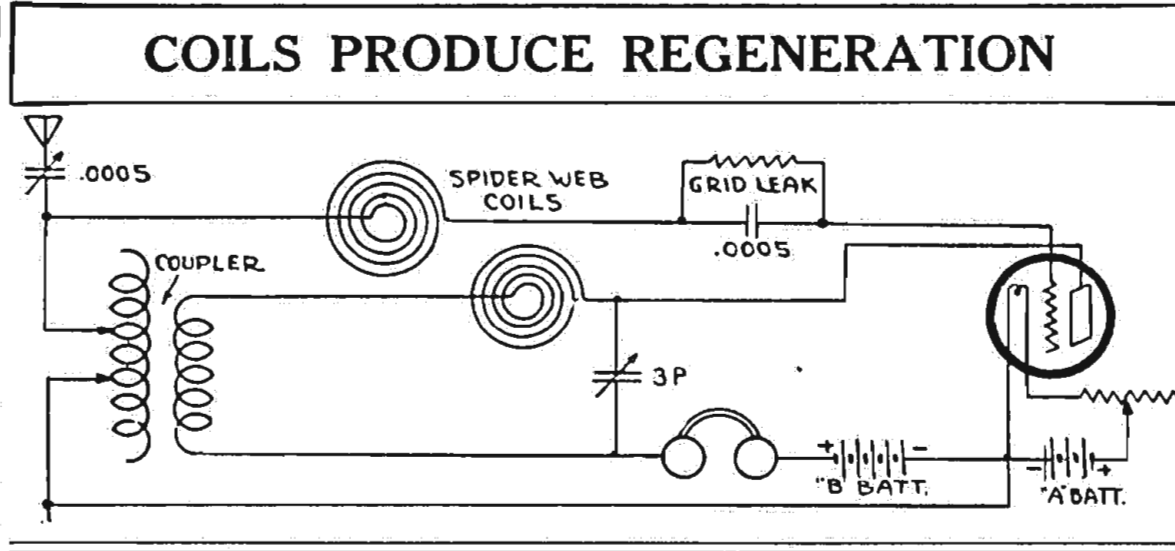 COILS PRODUCE REGENERATION
.0005
SPIDER WEB
COILS
GRID LEAK
.0005
COUPLER
3P
+ -
"B" BATT.
- +
"A" BATT.